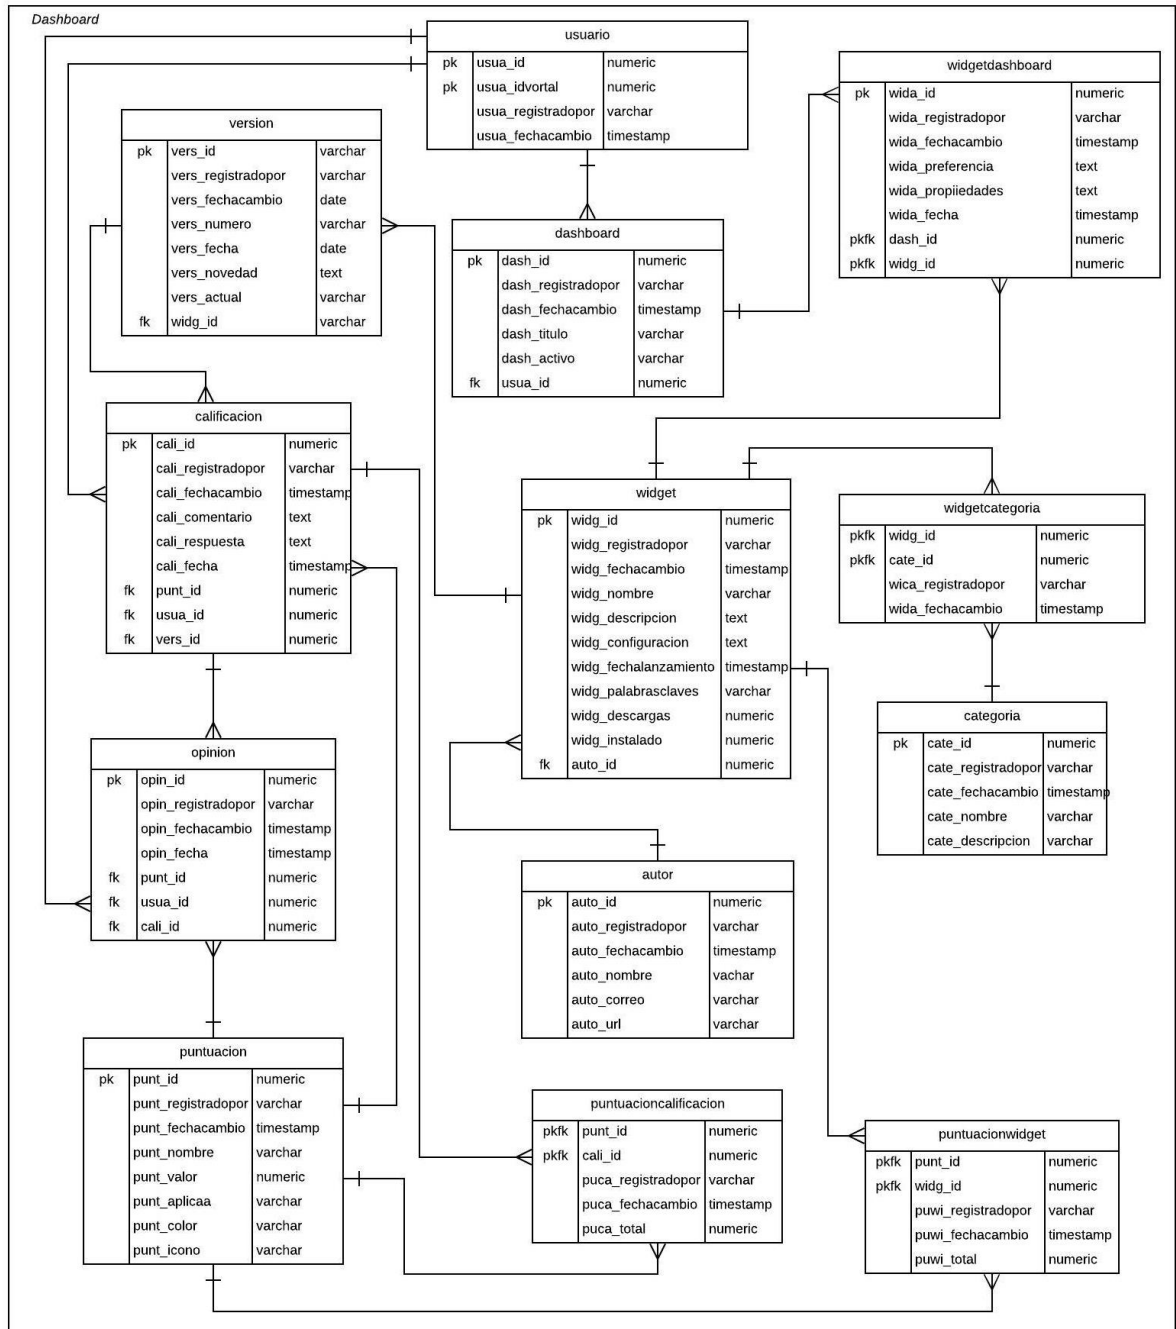 Dashboard
usuario
pk usua_id numeric
pk usua_idvortal numeric
usua_registradopor varchar
usua_fechacambio timestamp
widgetdashboard
pk wida_id numeric
wida_registradopor varchar
wida_fechacambio timestamp
wida_preferencia text
wida_propiiedades text
wida_fecha timestamp
pkfk dash_id numeric
pkfk widg_id numeric
version
pk vers_id varchar
vers_registradopor varchar
vers_fechacambio date
vers_numero varchar
vers_fecha date
vers_novedad text
vers_actual varchar
fk widg_id varchar
dashboard
pk dash_id numeric
dash_registradopor varchar
dash_fechacambio timestamp
dash_titulo varchar
dash_activo varchar
fk usua_id numeric
calificacion
pk cali_id numeric
cali_registradopor varchar
cali_fechacambio timestamp
cali_comentario text
cali_respuesta text
cali_fecha timestamp
fk punt_id numeric
fk usua_id numeric
fk vers_id numeric
widget
pk widg_id numeric
widg_registradopor varchar
widg_fechacambio timestamp
widg_nombre varchar
widg_descripcion text
widg_configuracion text
widg_fechalanzamiento timestamp
widg_palabrasclaves varchar
widg_descargas numeric
widg_instalado numeric
fk auto_id numeric
widgetcategoria
pkfk widg_id numeric
pkfk cate_id numeric
wica_registradopor varchar
wida_fechacambio timestamp
categoria
pk cate_id numeric
cate_registradopor varchar
cate_fechacambio timestamp
cate_nombre varchar
cate_descripcion varchar
opinion
pk opin_id numeric
opin_registradopor varchar
opin_fechacambio timestamp
opin_fecha timestamp
fk punt_id numeric
fk usua_id numeric
fk cali_id numeric
autor
pk auto_id numeric
auto_registradopor varchar
auto_fechacambio timestamp
auto_nombre vachar
auto_correo varchar
auto_url varchar
puntuacion
pk punt_id numeric
punt_registradopor varchar
punt_fechacambio timestamp
punt_nombre varchar
punt_valor numeric
punt_aplicaa varchar
punt_color varchar
punt_icono varchar
puntuacioncalificacion
pkfk punt_id numeric
pkfk cali_id numeric
puca_registradopor varchar
puca_fechacambio timestamp
puca_total numeric
puntuacionwidget
pkfk punt_id numeric
pkfk widg_id numeric
puwi_registradopor varchar
puwi_fechacambio timestamp
puwi_total numeric